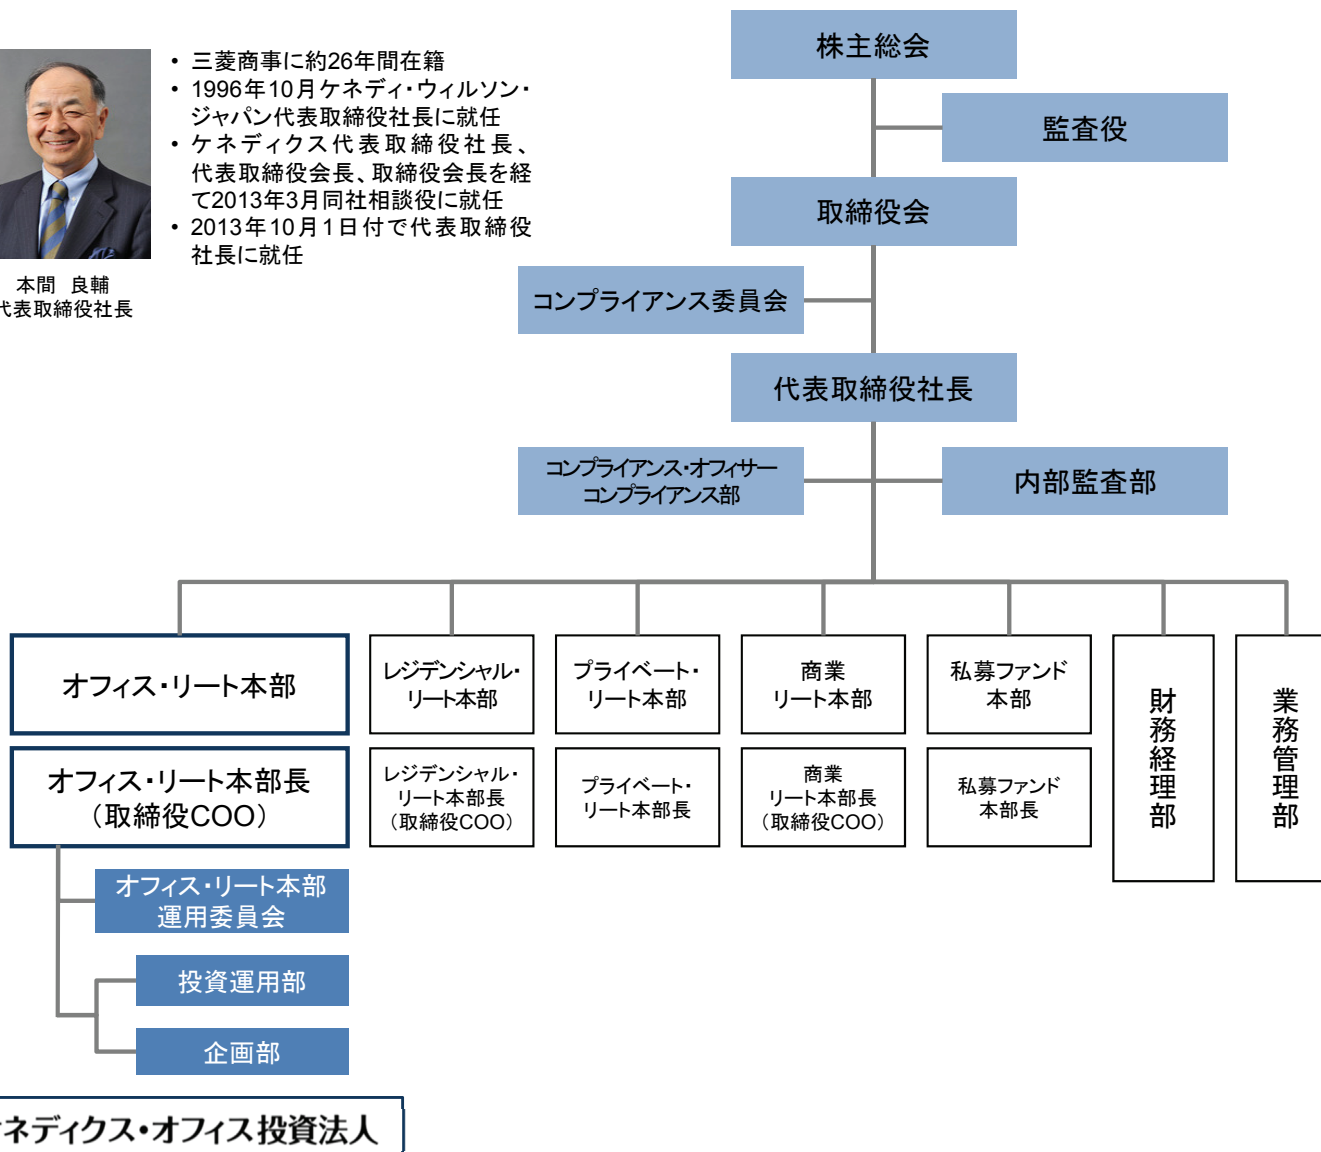 • 三菱商事に約26年間在籍
• 1996年10月ケネディ・ウィルソン・
ジャパン代表取締役社長に就任
• ケネディクス代表取締役社長、
代表取締役会長、取締役会長を経
て2013年3月同社相談役に就任
• 2013年10月1日付で代表取締役
社長に就任
本間 良輔
代表取締役社長
株主総会
監査役
取締役会
コンプライアンス委員会
代表取締役社長
コンプライアンス・オフィサー
コンプライアンス部
内部監査部
オフィス・リート本部
レジデンシャル・
リート本部
プライベート・
リート本部
商業
リート本部
私募ファンド
本部
財務経理部
業務管理部
オフィス・リート本部長
（取締役COO）
レジデンシャル・
リート本部長
（取締役COO）
プライベート・
リート本部長
商業
リート本部長
（取締役COO）
私募ファンド
本部長
オフィス・リート本部
運用委員会
投資運用部
企画部
ケネディクス・オフィス投資法人